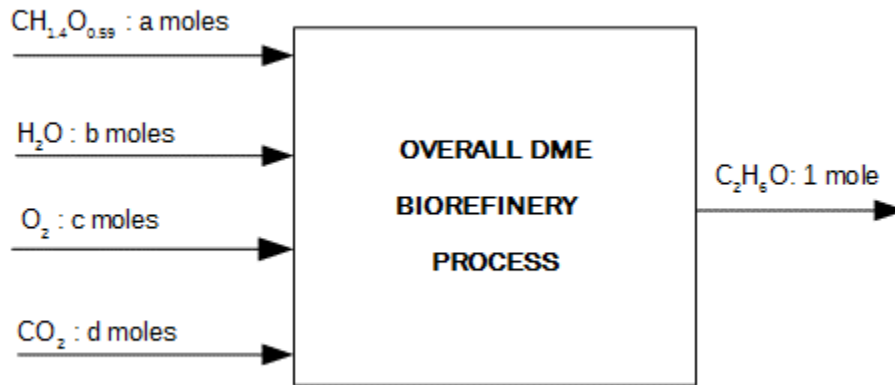 CH₁.₄O₀.₅₉ : a moles
H₂O : b moles
O₂ : c moles
CO₂ : d moles
OVERALL DME
BIOREFINERY
PROCESS
C₂H₆O: 1 mole